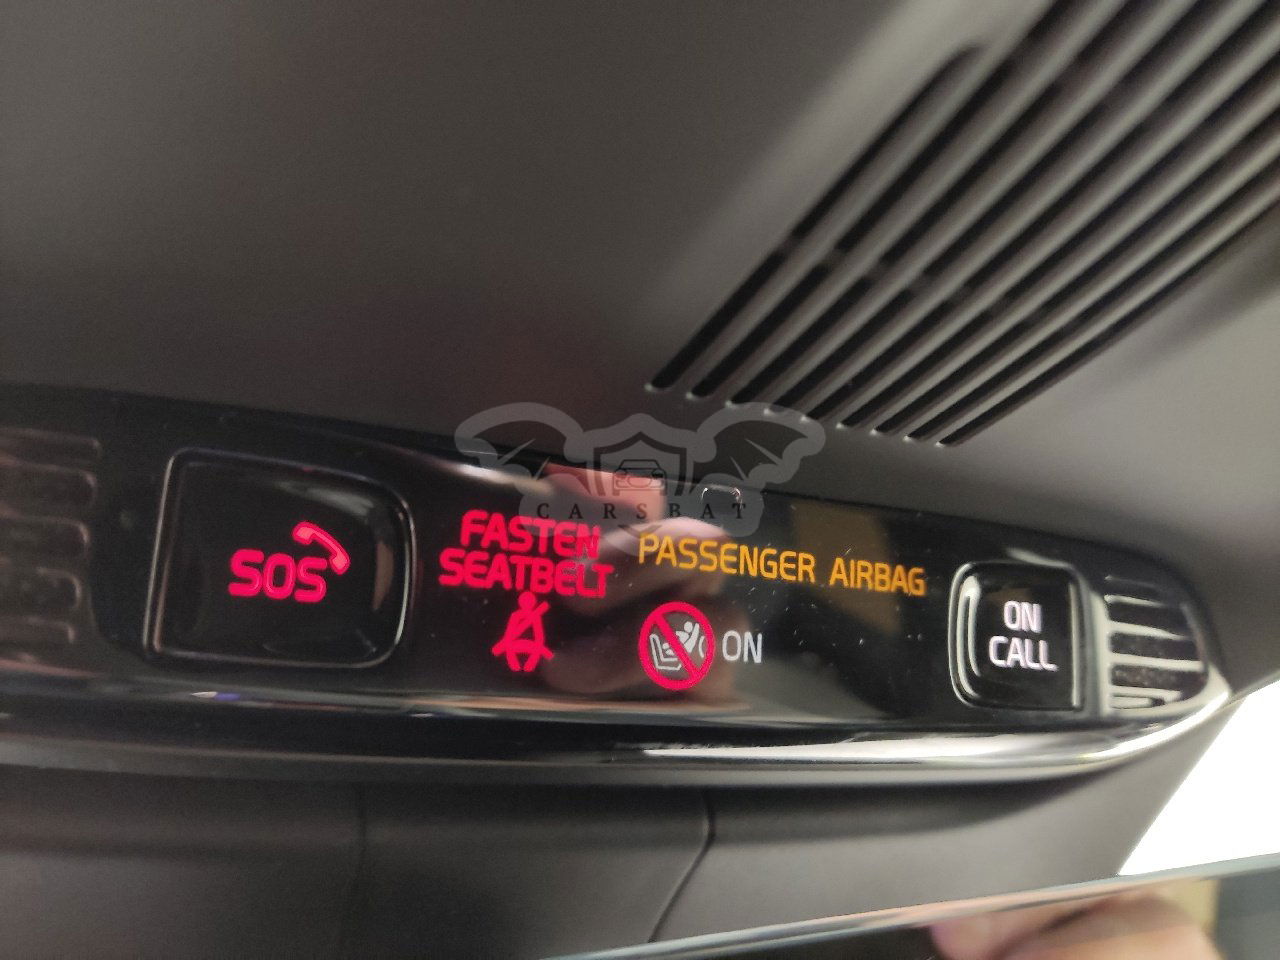 CARSBAT
SOS
FASTEN
SEATBELT
PASSENGER AIRBAG
ON
ON
CALL